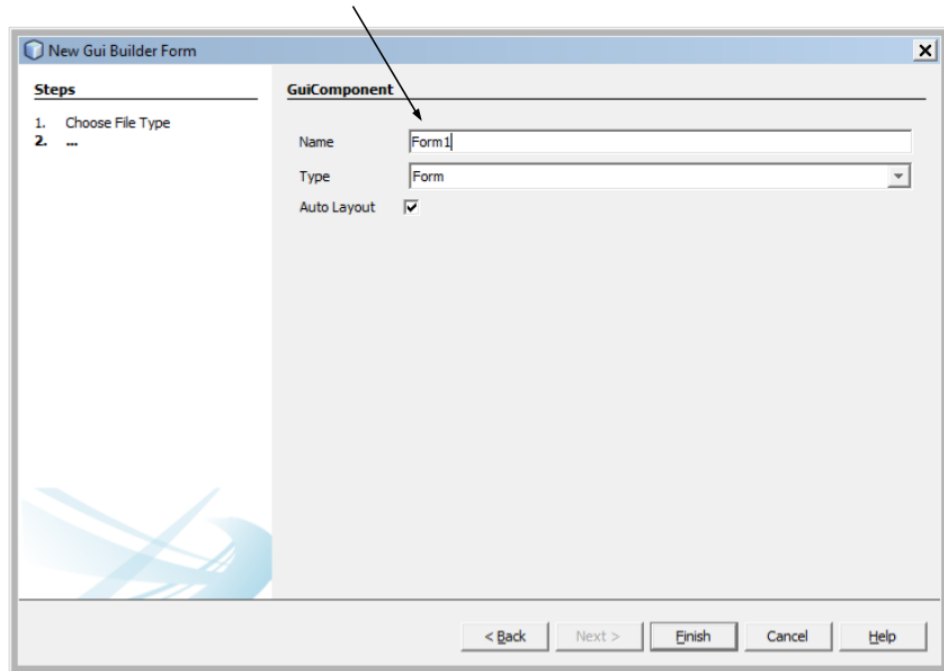 New Gui Builder Form
Steps
1. Choose File Type
2. ...
GuiComponent
Name Form1
Type Form
Auto Layout
< Back Next > Finish Cancel Help